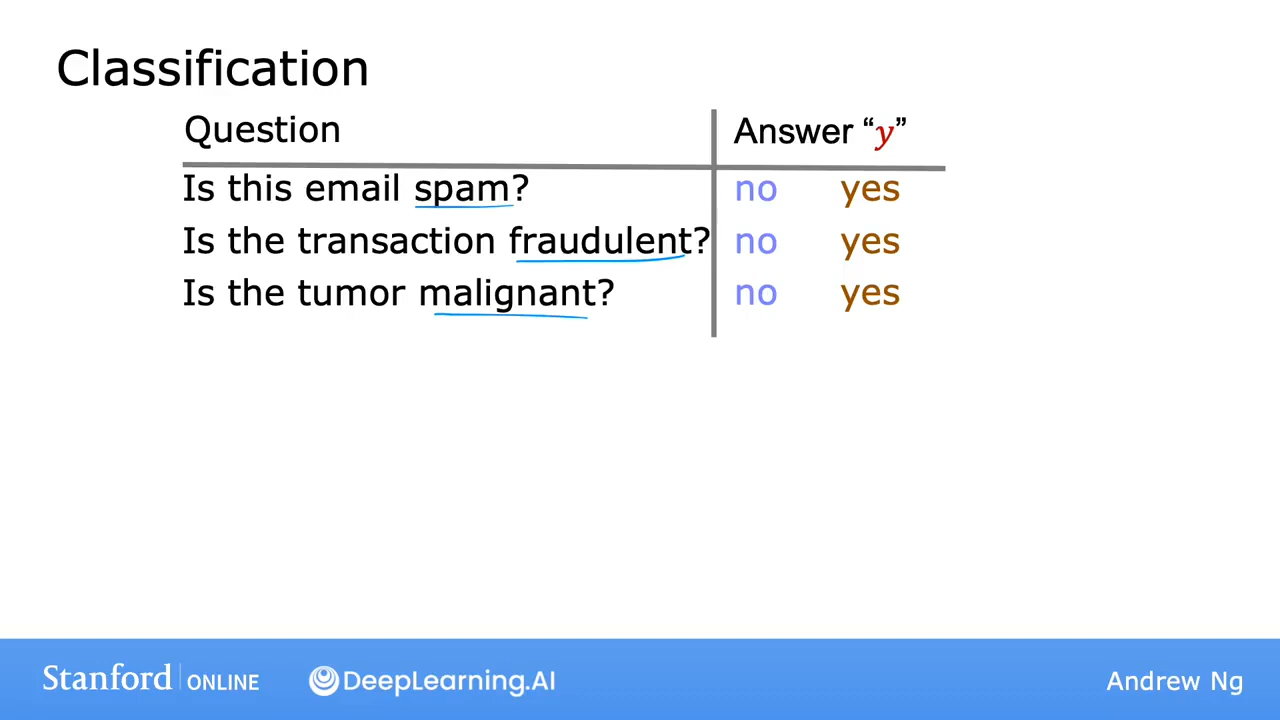 Classification
Question Answer “y”
Is this email spam? no yes
Is the transaction fraudulent? no yes
Is the tumor malignant? no yes
Stanford ONLINE DeepLearning.AI Andrew Ng